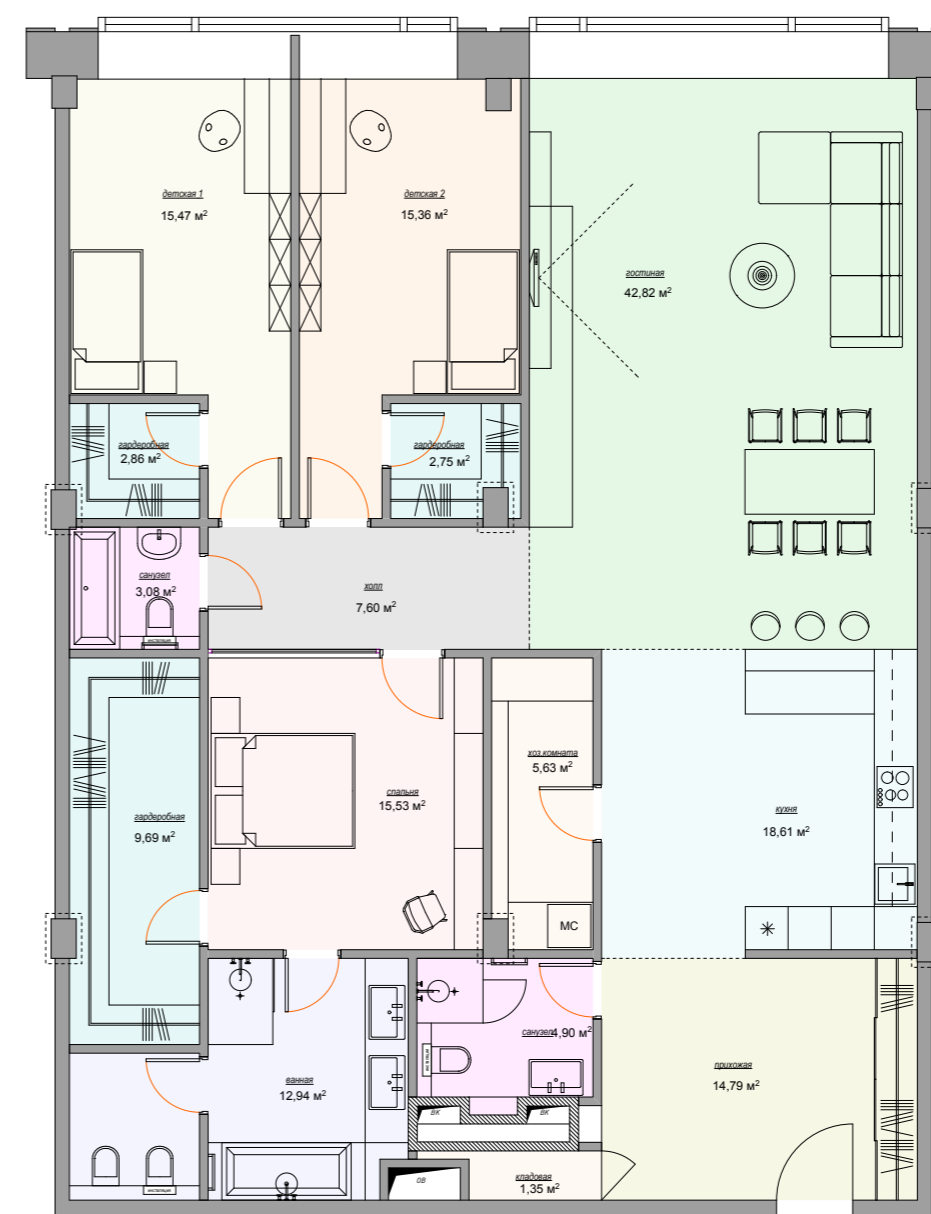 детская 1
15,47 м²
детская 2
15,36 м²
гостиная
42,82 м²
гардеробная
2,86 м²
гардеробная
2,75 м²
санузел
3,08 м²
инсталяция
холл
7,60 м²
хоз.комната
5,63 м²
спальня
15,53 м²
кухня
18,61 м²
гардеробная
9,69 м²
МС
санузел
4,90 м²
прихожая
14,79 м²
ванная
12,94 м²
ВК
ВК
кладовая
1,35 м²
ОВ